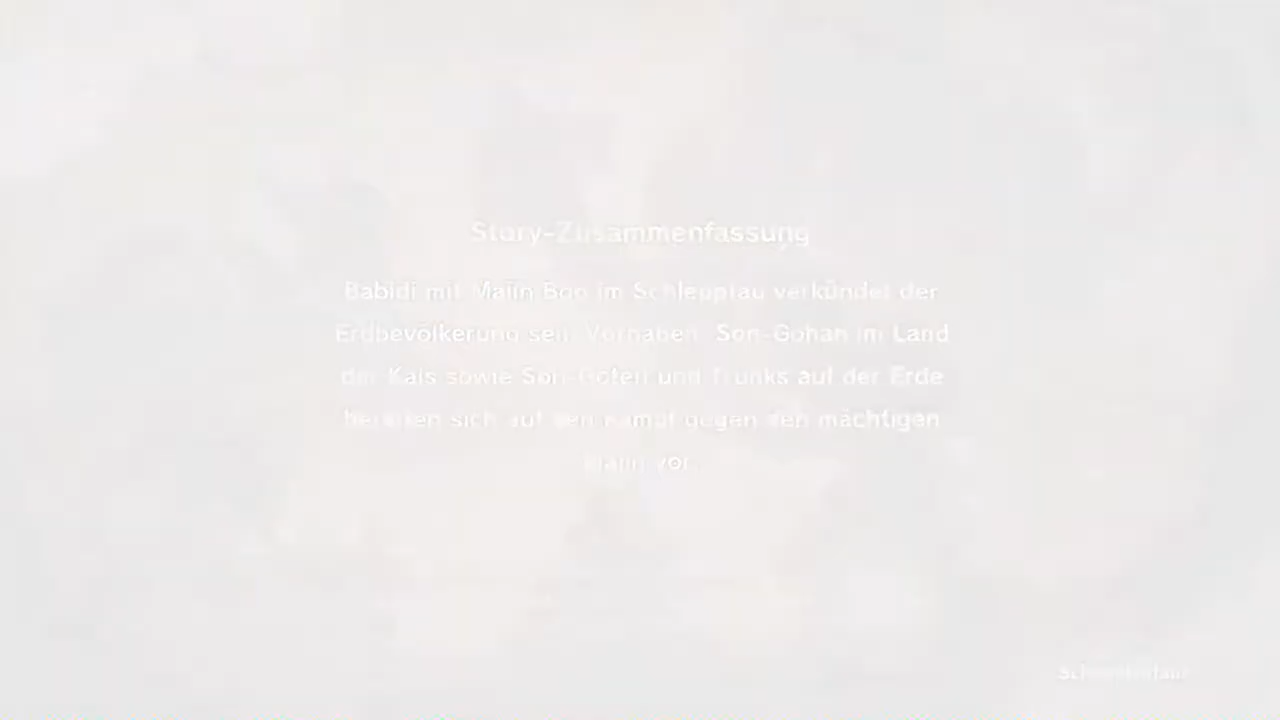 Story-Zusammenfassung
Babidi mit Majin Boo im Schlepptau verkündet der
Erdbevölkerung sein Vorhaben. Son-Gohan im Land
der Kais sowie Son-Goten und Trunks auf der Erde
bereiten sich auf den Kampf gegen den mächtigen
Majin vor.